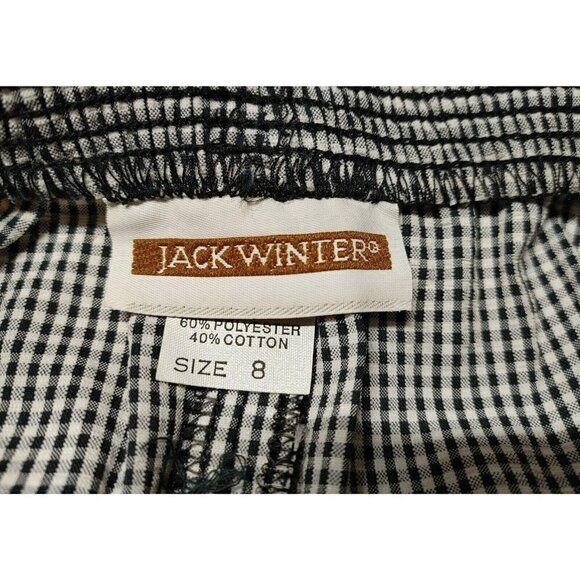 JACK WINTER®
60% POLYESTER
40% COTTON
SIZE 8